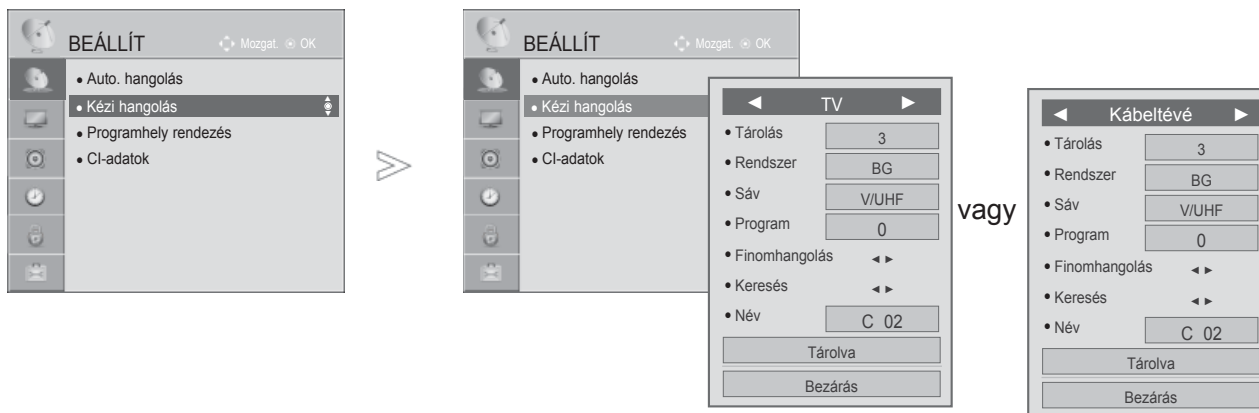 BEÁLLÍT Mozgat. OK
• Auto. hangolás
• Kézi hangolás
• Programhely rendezés
• CI-adatok
BEÁLLÍT Mozgat. OK
• Auto. hangolás
• Kézi hangolás
• Programhely rendezés
• CI-adatok
◄ TV ►
• Tárolás 3
• Rendszer BG
• Sáv V/UHF
• Program 0
• Finomhangolás ◄ ►
• Keresés ◄ ►
• Név C 02
Tárolva
Bezárás
vagy
◄ Kábeltévé ►
• Tárolás 3
• Rendszer BG
• Sáv V/UHF
• Program 0
• Finomhangolás ◄ ►
• Keresés ◄ ►
• Név C 02
Tárolva
Bezárás